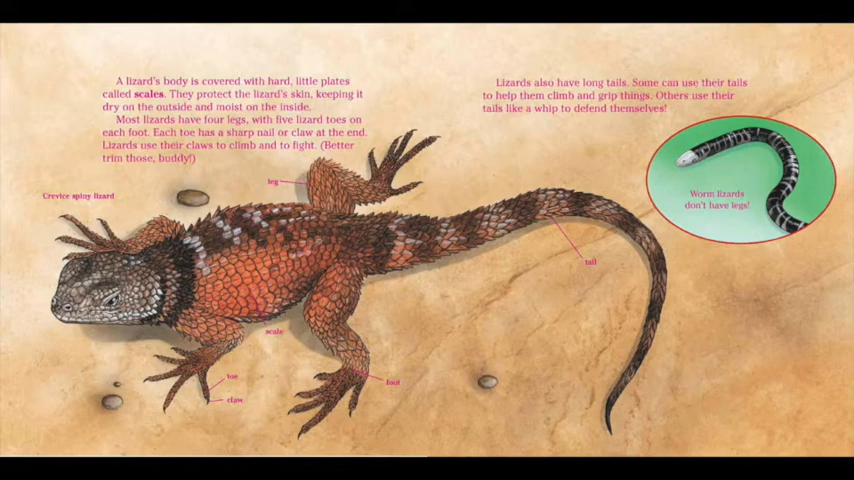 A lizard's body is covered with hard, little plates
called scales. They protect the lizard's skin, keeping it
dry on the outside and moist on the inside.
Most lizards have four legs, with five lizard toes on
each foot. Each toe has a sharp nail or claw at the end.
Lizards use their claws to climb and to fight. (Better
trim those, buddy!)
Lizards also have long tails. Some can use their tails
to help them climb and grip things. Others use their
tails like a whip to defend themselves!
Crevice spiny lizard
leg
Worm lizards
don't have legs!
tail
scale
toe
claw
foot